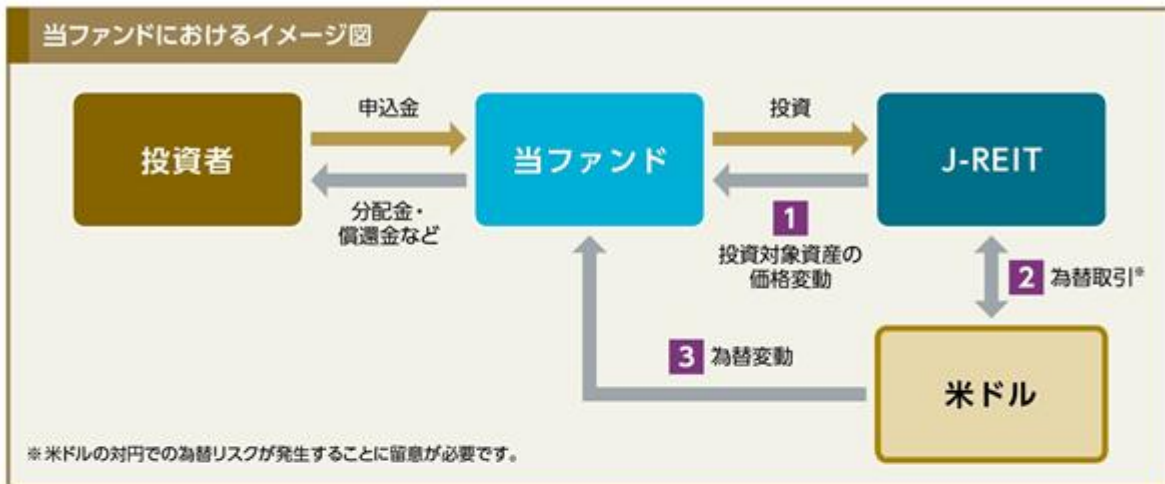 当ファンドにおけるイメージ図
投資者
申込金
分配金・
償還金など
当ファンド
投資
1
投資対象資産の
価格変動
J-REIT
2 為替取引※
3 為替変動
米ドル
※米ドルの対円での為替リスクが発生することに留意が必要です。